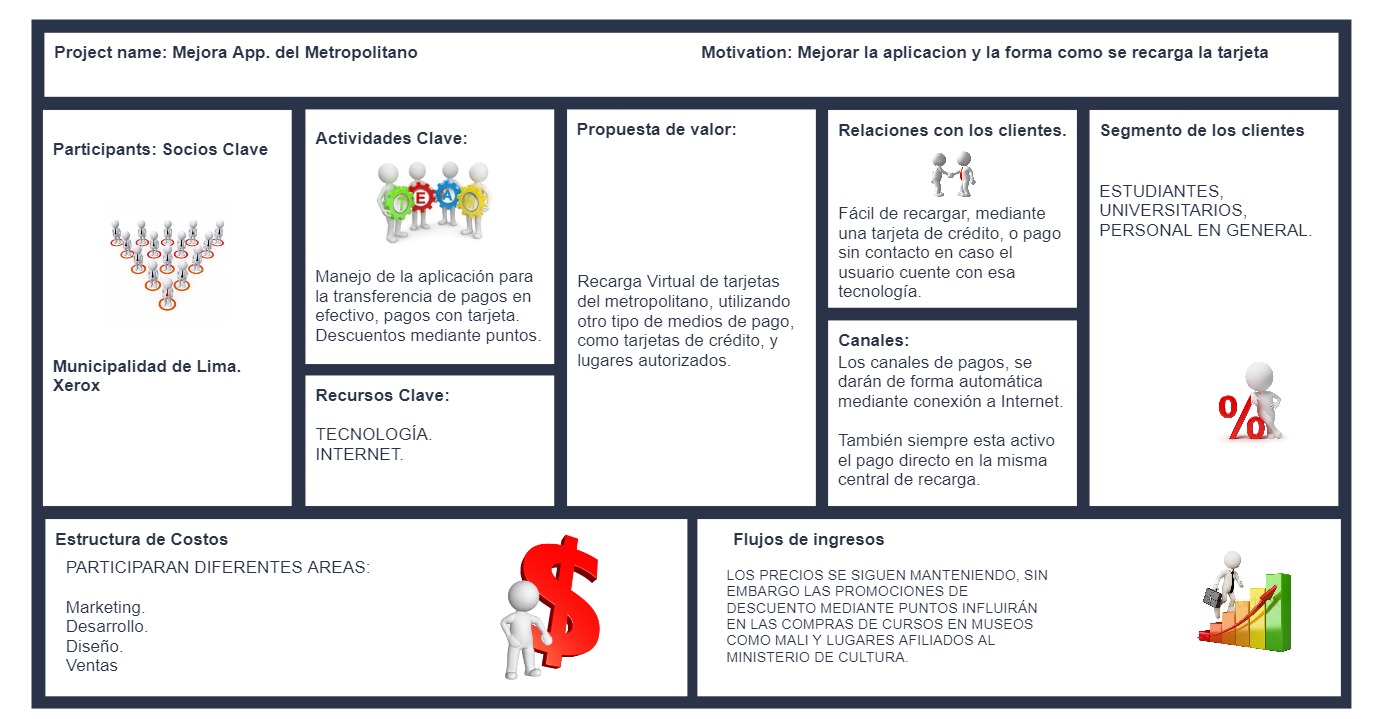 Project name: Mejora App. del Metropolitano
Motivation: Mejorar la aplicacion y la forma como se recarga la tarjeta
Participants: Socios Clave
Municipalidad de Lima.
Xerox
Actividades Clave:
TEAM
Manejo de la aplicación para
la transferencia de pagos en
efectivo, pagos con tarjeta.
Descuentos mediante puntos.
Recursos Clave:
TECNOLOGÍA.
INTERNET.
Propuesta de valor:
Recarga Virtual de tarjetas
del metropolitano, utilizando
otro tipo de medios de pago,
como tarjetas de crédito, y
lugares autorizados.
Relaciones con los clientes.
Fácil de recargar, mediante
una tarjeta de crédito, o pago
sin contacto en caso el
usuario cuente con esa
tecnología.
Canales:
Los canales de pagos, se
darán de forma automática
mediante conexión a Internet.
También siempre esta activo
el pago directo en la misma
central de recarga.
Segmento de los clientes
ESTUDIANTES,
UNIVERSITARIOS,
PERSONAL EN GENERAL.
%
Estructura de Costos
PARTICIPARAN DIFERENTES AREAS:
Marketing.
Desarrollo.
Diseño.
Ventas
$
Flujos de ingresos
LOS PRECIOS SE SIGUEN MANTENIENDO, SIN
EMBARGO LAS PROMOCIONES DE
DESCUENTO MEDIANTE PUNTOS INFLUIRÁN
EN LAS COMPRAS DE CURSOS EN MUSEOS
COMO MALI Y LUGARES AFILIADOS AL
MINISTERIO DE CULTURA.